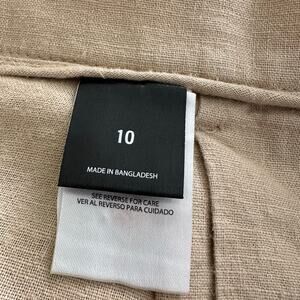 10
MADE IN BANGLADESH
SEE REVERSE FOR CARE
VER AL REVERSO PARA CUIDADO